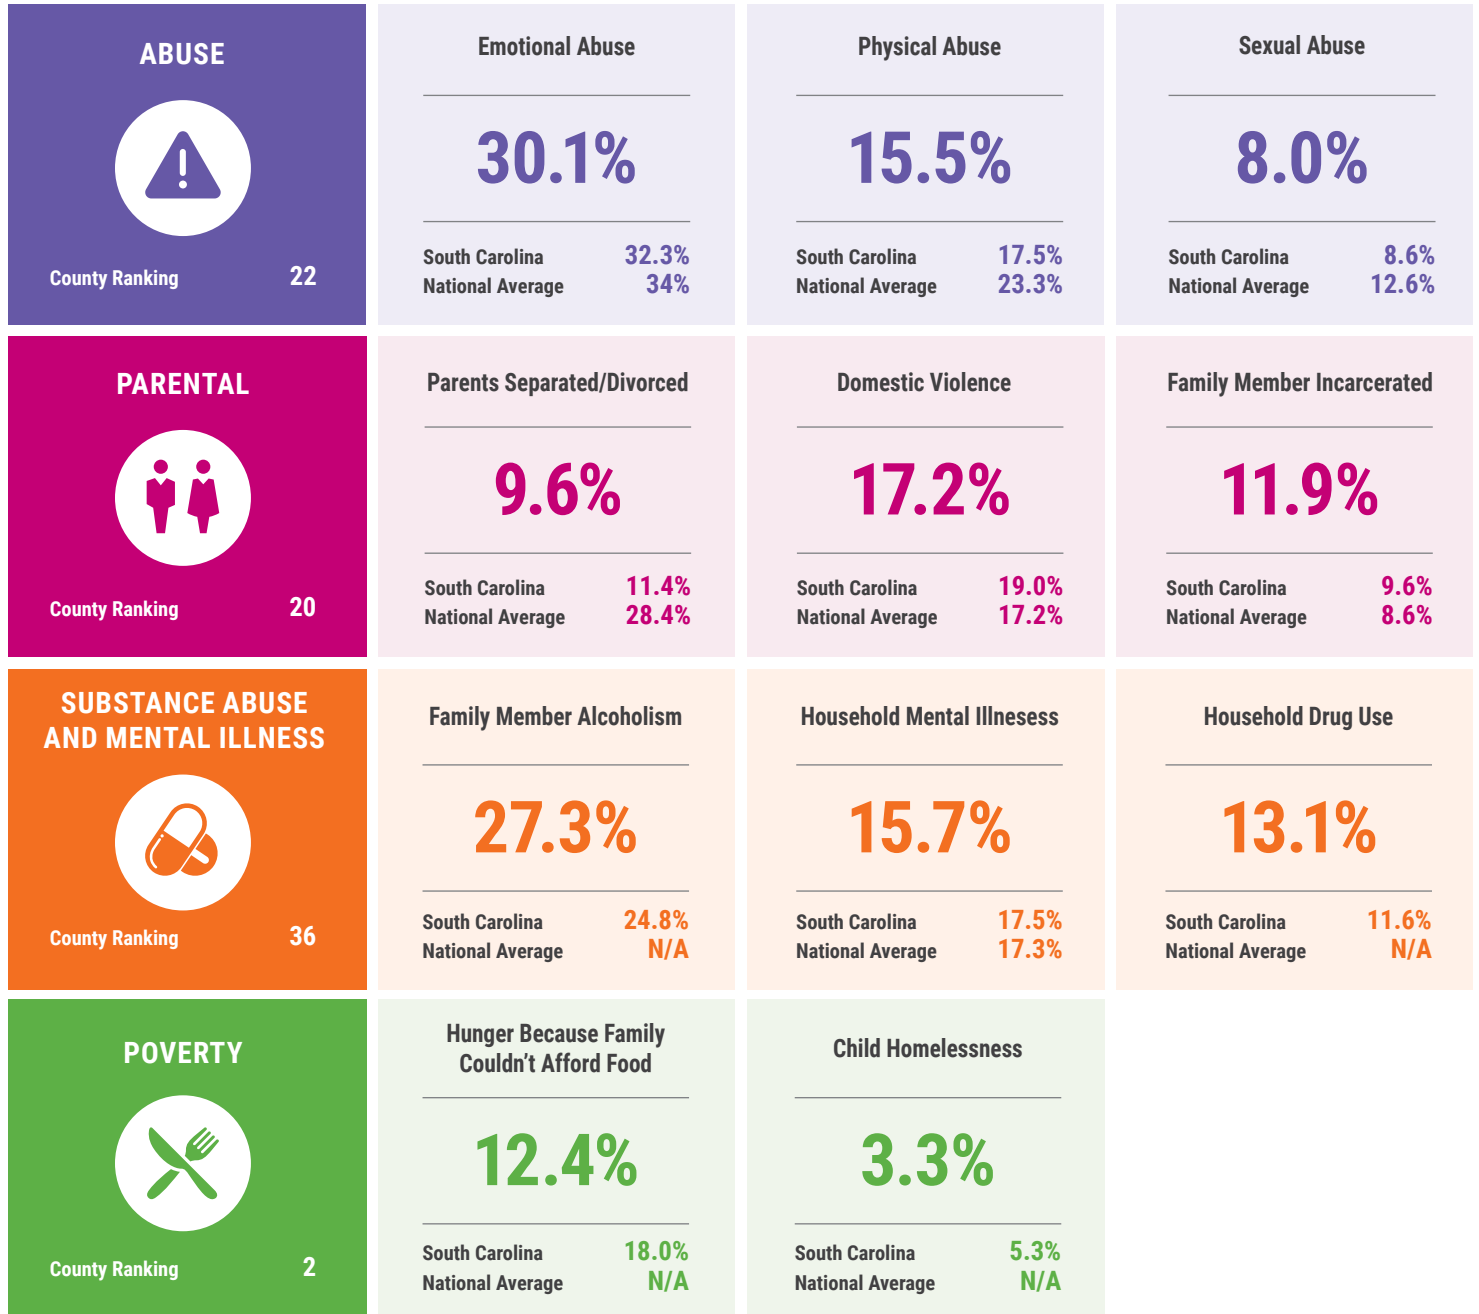 ABUSE
County Ranking 22
Emotional Abuse
30.1%
South Carolina 32.3%
National Average 34%
Physical Abuse
15.5%
South Carolina 17.5%
National Average 23.3%
Sexual Abuse
8.0%
South Carolina 8.6%
National Average 12.6%
PARENTAL
County Ranking 20
Parents Separated/Divorced
9.6%
South Carolina 11.4%
National Average 28.4%
Domestic Violence
17.2%
South Carolina 19.0%
National Average 17.2%
Family Member Incarcerated
11.9%
South Carolina 9.6%
National Average 8.6%
SUBSTANCE ABUSE
AND MENTAL ILLNESS
County Ranking 36
Family Member Alcoholism
27.3%
South Carolina 24.8%
National Average N/A
Household Mental Illnesess
15.7%
South Carolina 17.5%
National Average 17.3%
Household Drug Use
13.1%
South Carolina 11.6%
National Average N/A
POVERTY
County Ranking 2
Hunger Because Family
Couldn't Afford Food
12.4%
South Carolina 18.0%
National Average N/A
Child Homelessness
3.3%
South Carolina 5.3%
National Average N/A